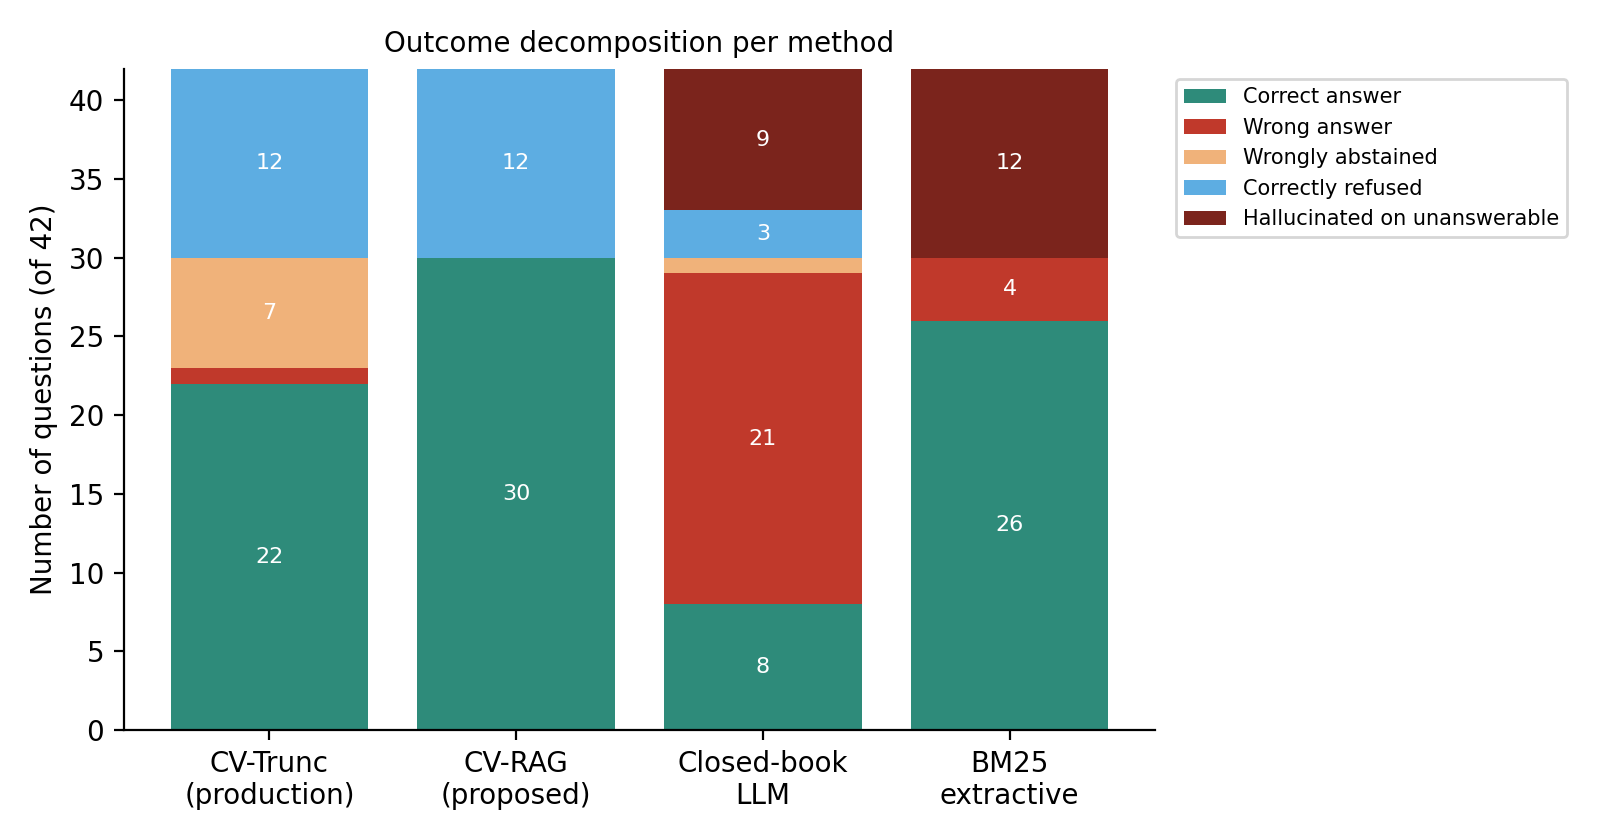 Outcome decomposition per method
Number of questions (of 42)
40
35
30
25
20
15
10
5
0
12
7
22
12
30
9
3
21
8
12
4
26
CV-Trunc
(production)
CV-RAG
(proposed)
Closed-book
LLM
BM25
extractive
Correct answer
Wrong answer
Wrongly abstained
Correctly refused
Hallucinated on unanswerable